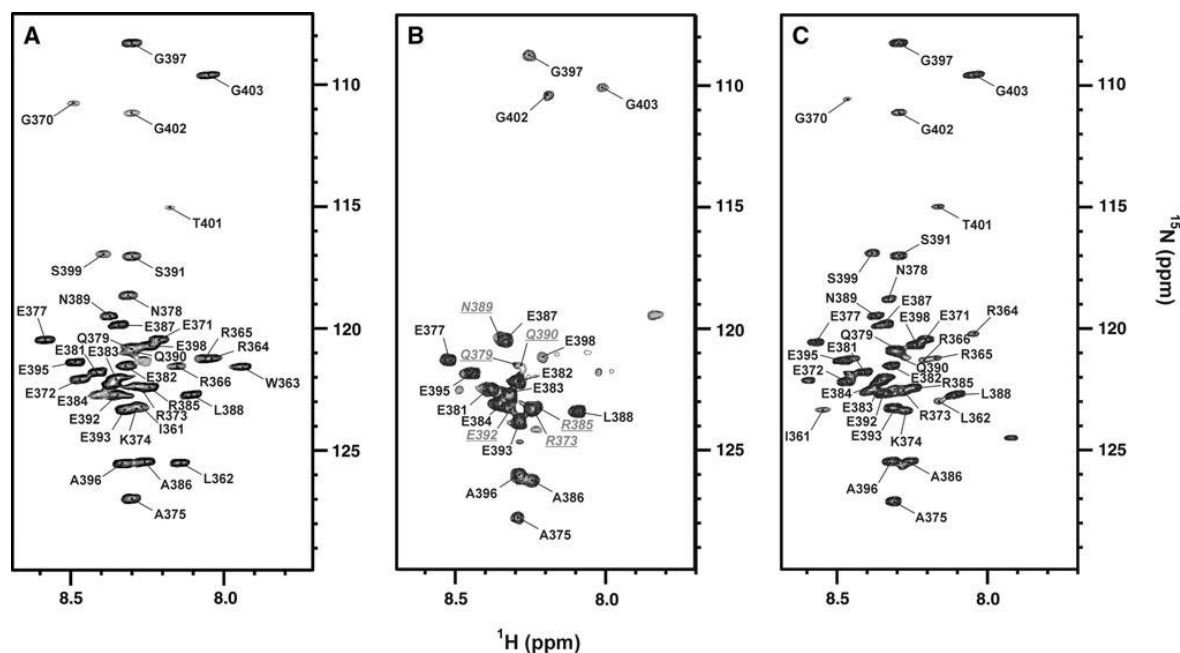 A
G397
G403
G370
G402
T401
S399
S391
N378
N389
E377
E387
E371
Q379
E398
R365
E381
E383
Q390
R364
E395
E382
R366
W363
E372
E384
R385
L388
E392
R373
E393
I361
K374
A396
A386
L362
A375
8.5
8.0
B
G397
G402
G403
N389
E387
E377
Q390
E398
Q379
E395
E383
E382
E381
E384
R385
L388
E392
R373
E393
A396
A386
A375
8.5
8.0
C
G397
G403
G370
G402
T401
S391
S399
N378
N389
E387
E377
E371
R364
Q379
E398
R366
E395
R365
E372
Q390
E382
E384
R385
E383
R373
L388
E392
L362
I361
E393
K374
A396
A386
A375
8.5
8.0
110
115
120
125
110
115
120
125
110
115
120
125
15N (ppm)
1H (ppm)